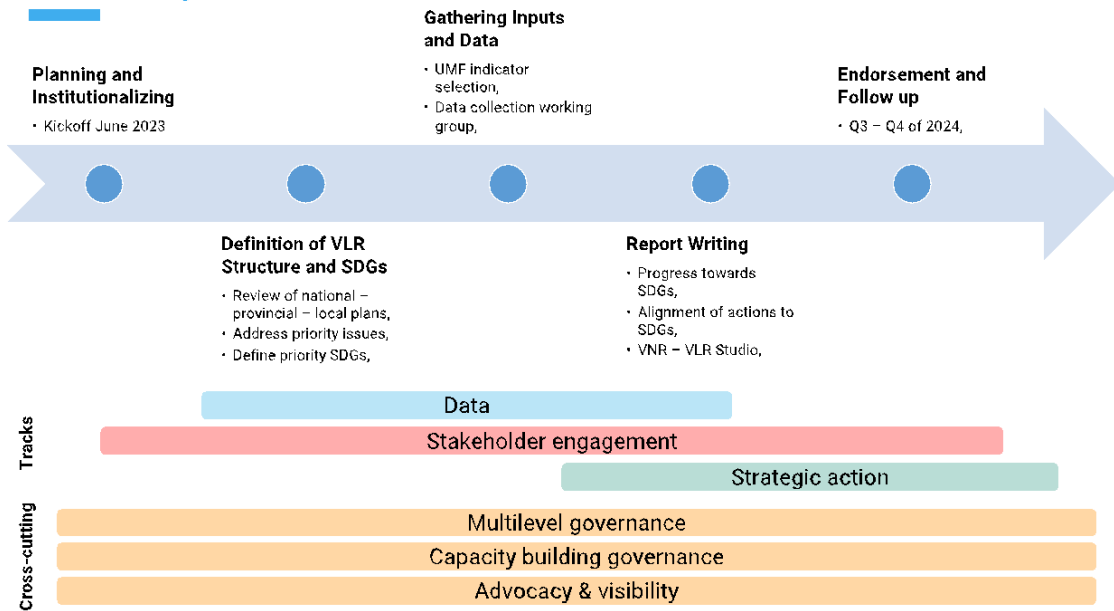 Planning and
Institutionalizing
· Kickoff June 2023
Definition of VLR
Structure and SDGs
· Review of national –
provincial – local plans,
· Address priority issues,
· Define priority SDGs,
Gathering Inputs
and Data
· UMF indicator
selection,
· Data collection working
group,
Report Writing
· Progress towards
SDGs,
· Alignment of actions to
SDGs,
· VNR – VLR Studio,
Endorsement and
Follow up
· Q3 – Q4 of 2024,
Tracks
Data
Stakeholder engagement
Strategic action
Cross-cutting
Multilevel governance
Capacity building governance
Advocacy & visibility